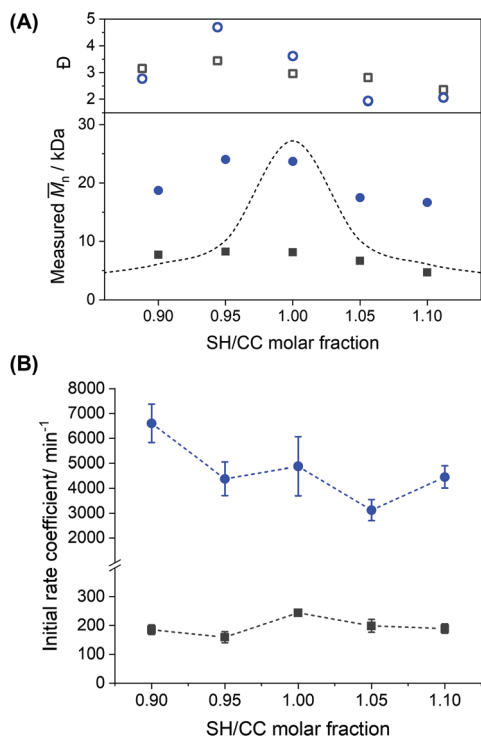 (A)
Đ
5
4
3
2
Measured M̅n / kDa
30
20
10
0
0.90 0.95 1.00 1.05 1.10
SH/CC molar fraction
(B)
Initial rate coefficient/ min⁻¹
8000
7000
6000
5000
4000
3000
2000
300
200
100
0
0.90 0.95 1.00 1.05 1.10
SH/CC molar fraction